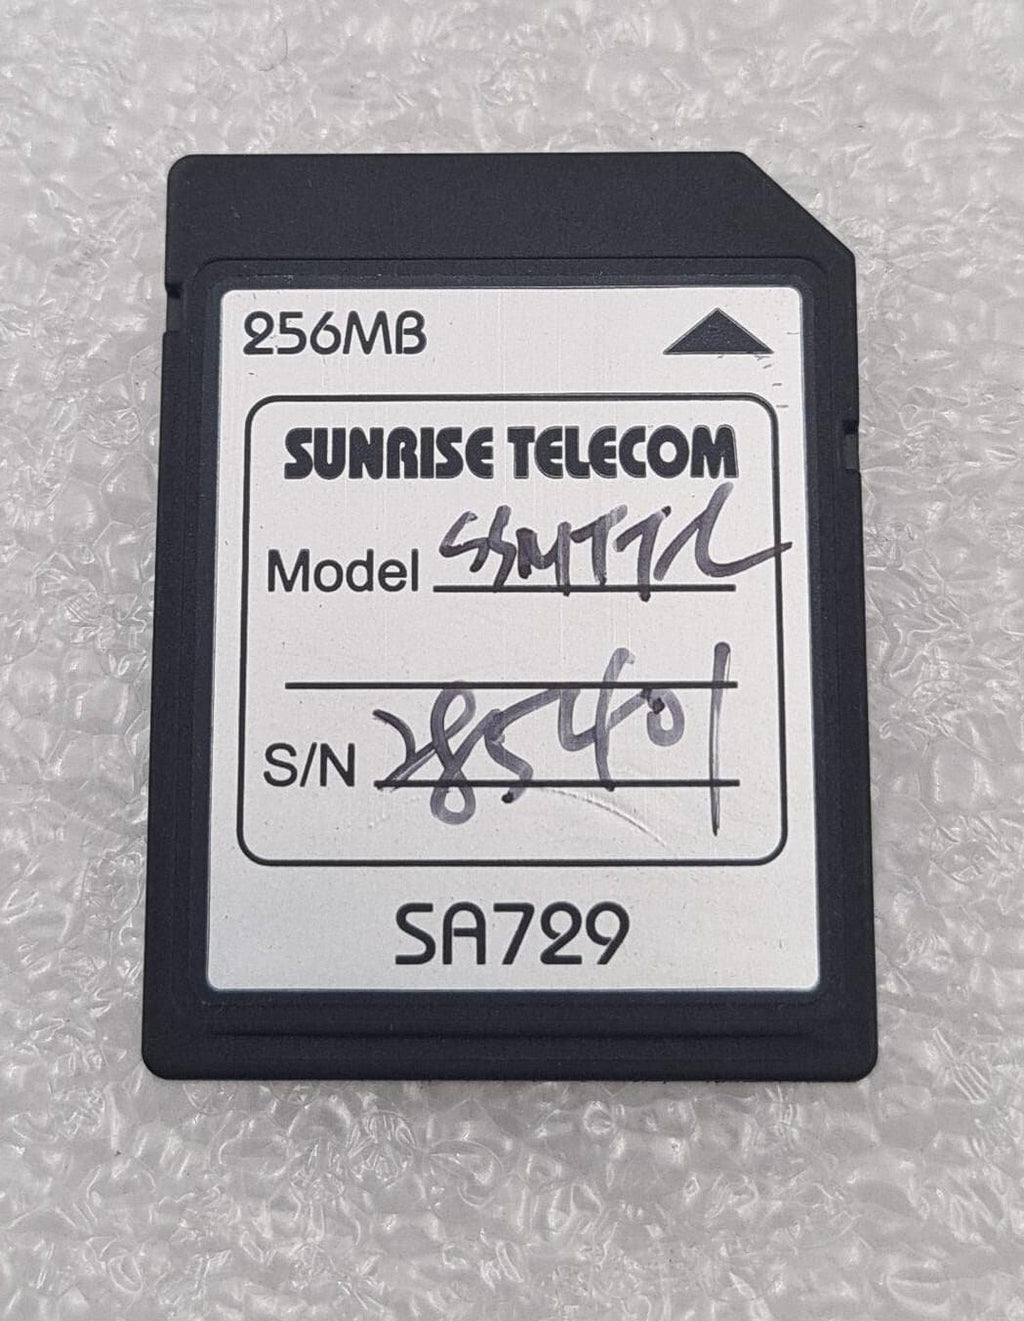 256MB
SUNRISE TELECOM
Model
S/N 285401
SA729